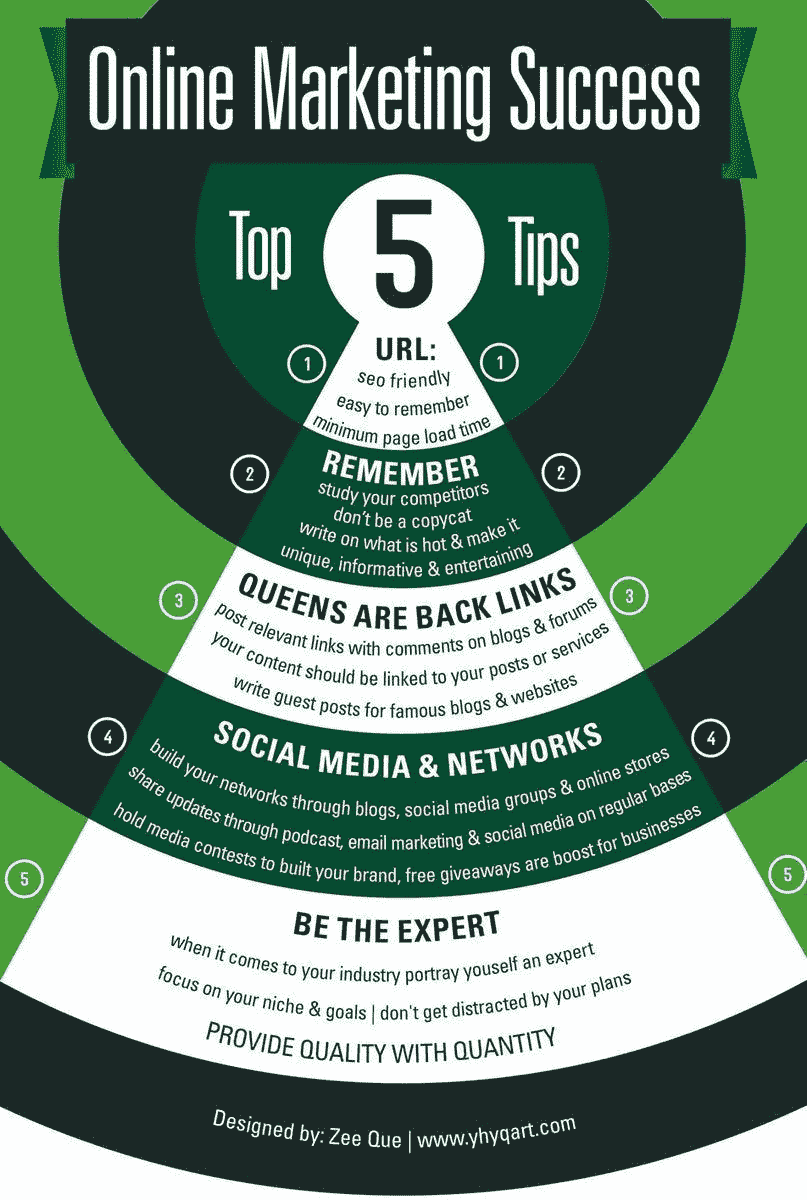 Online Marketing Success
Top 5 Tips
1 URL: 1
seo friendly
easy to remember
minimum page load time
2 REMEMBER 2
study your competitors
don't be a copycat
write on what is hot & make it
unique, informative & entertaining
3 QUEENS ARE BACK LINKS 3
post relevant links with comments on blogs & forums
your content should be linked to your posts or services
write guest posts for famous blogs & websites
4 SOCIAL MEDIA & NETWORKS 4
build your networks through blogs, social media groups & online stores
share updates through podcast, email marketing & social media on regular bases
hold media contests to built your brand, free giveaways are boost for businesses
5 BE THE EXPERT 5
when it comes to your industry portray youself an expert
focus on your niche & goals | don't get distracted by your plans
PROVIDE QUALITY WITH QUANTITY
Designed by: Zee Que | www.yhyqart.com